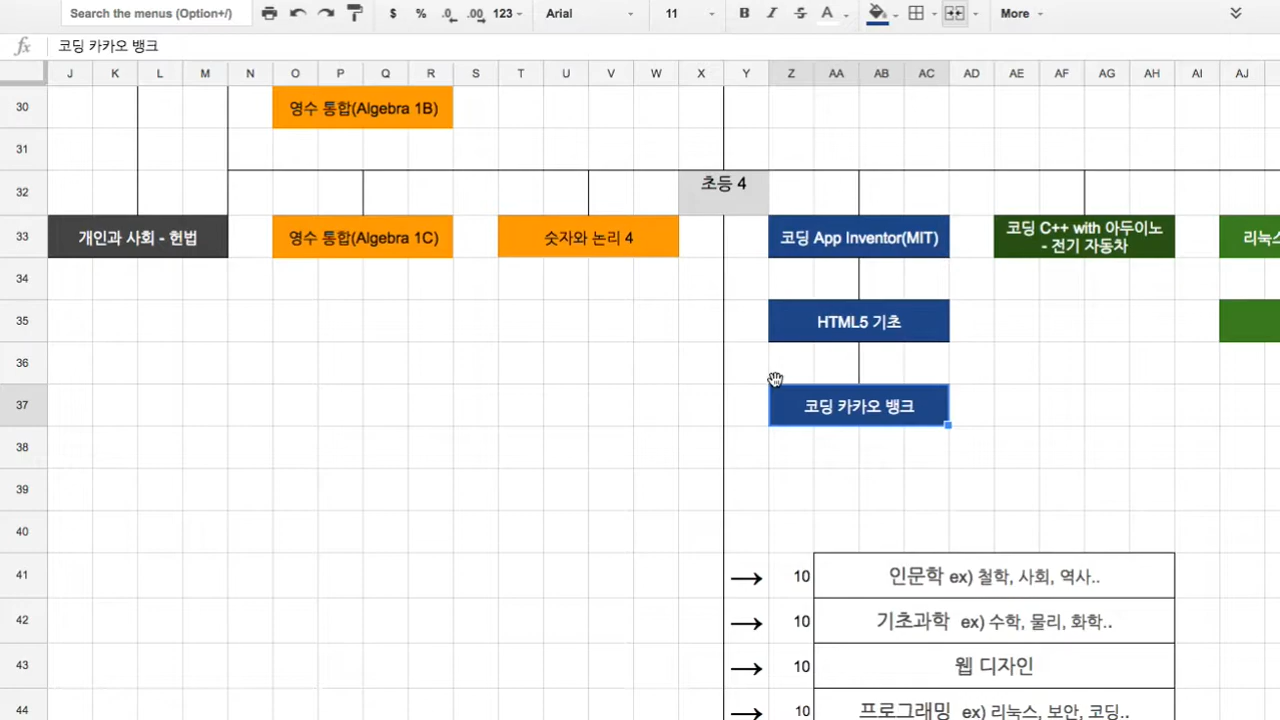 Search the menus (Option+/)
$ % .0 .00 123 Arial 11 B I S A More
fx 코딩 카카오 뱅크
J K L M N O P Q R S T U V W X Y Z AA AB AC AD AE AF AG AH AI AJ
30 영수 통합(Algebra 1B)
31
32 초등 4
33 개인과 사회 - 헌법 영수 통합(Algebra 1C) 숫자와 논리 4 코딩 App Inventor(MIT) 코딩 C++ with 아두이노
- 전기 자동차
34
35 HTML5 기초
36
37 코딩 카카오 뱅크
38
39
40
41 → 10 인문학 ex) 철학, 사회, 역사..
42 → 10 기초과학 ex) 수학, 물리, 화학..
43 → 10 웹 디자인
44 → 10 프로그래밍 ex) 리눅스, 보안, 코딩..